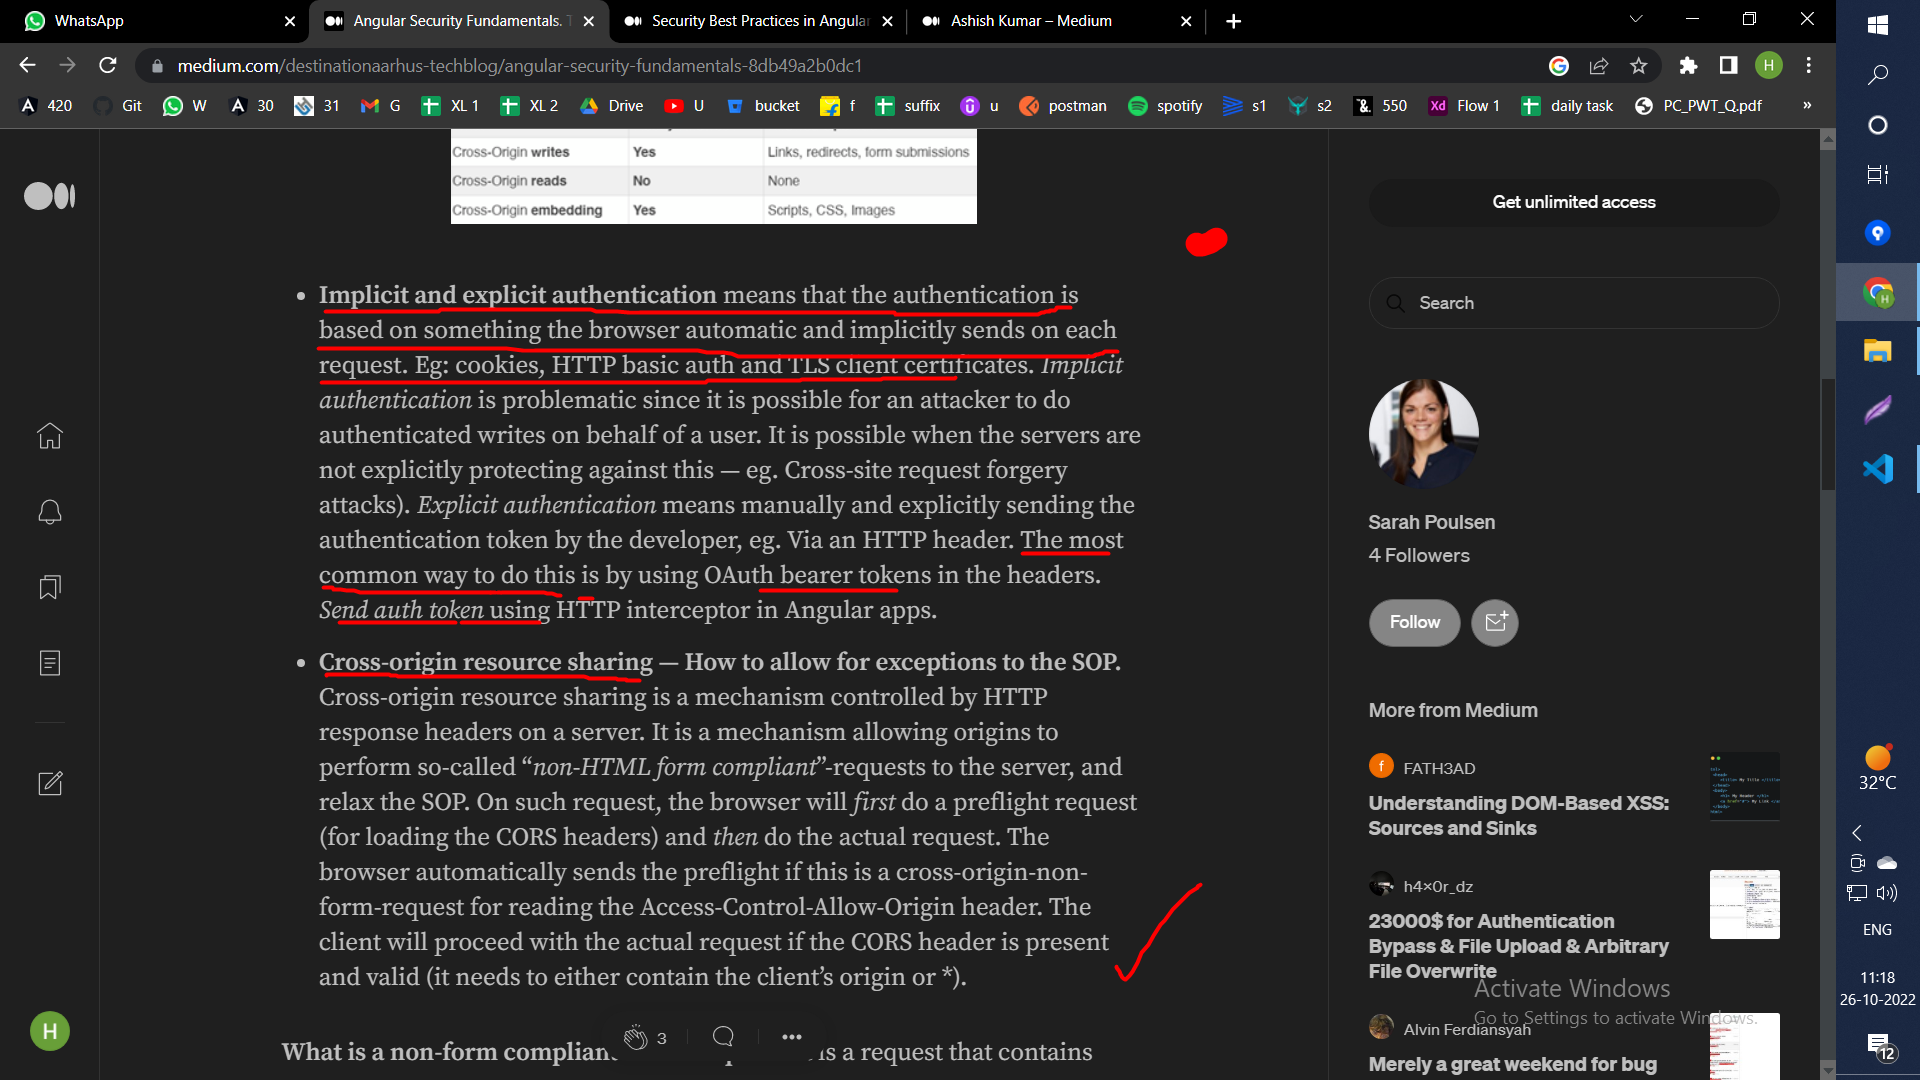 WhatsApp
Angular Security Fundamentals.
Security Best Practices in Angular
Ashish Kumar – Medium
medium.com/destinationaarhus-techblog/angular-security-fundamentals-8db49a2b0dc1
H
420
Git
W
30
31
G
XL 1
XL 2
Drive
U
bucket
f
suffix
u
postman
spotify
s1
s2
550
Xd Flow 1
daily task
PC_PWT_Q.pdf
»
Cross-Origin writes Yes Links, redirects, form submissions
Cross-Origin reads No None
Cross-Origin embedding Yes Scripts, CSS, Images
• Implicit and explicit authentication means that the authentication is
based on something the browser automatic and implicitly sends on each
request. Eg: cookies, HTTP basic auth and TLS client certificates. Implicit
authentication is problematic since it is possible for an attacker to do
authenticated writes on behalf of a user. It is possible when the servers are
not explicitly protecting against this — eg. Cross-site request forgery
attacks). Explicit authentication means manually and explicitly sending the
authentication token by the developer, eg. Via an HTTP header. The most
common way to do this is by using OAuth bearer tokens in the headers.
Send auth token using HTTP interceptor in Angular apps.
• Cross-origin resource sharing — How to allow for exceptions to the SOP.
Cross-origin resource sharing is a mechanism controlled by HTTP
response headers on a server. It is a mechanism allowing origins to
perform so-called “non-HTML form compliant”-requests to the server, and
relax the SOP. On such request, the browser will first do a preflight request
(for loading the CORS headers) and then do the actual request. The
browser automatically sends the preflight if this is a cross-origin-non-
form-request for reading the Access-Control-Allow-Origin header. The
client will proceed with the actual request if the CORS header is present
and valid (it needs to either contain the client’s origin or *).
3
What is a non-form complian is a request that contains
H
Get unlimited access
Search
Sarah Poulsen
4 Followers
Follow
More from Medium
f FATH3AD
Understanding DOM-Based XSS:
Sources and Sinks
h4x0r_dz
23000$ for Authentication
Bypass & File Upload & Arbitrary
File Overwrite
Alvin Ferdiansyah
Merely a great weekend for bug
Activate Windows
Go to Settings to activate Windows.
32°C
ENG
11:18
26-10-2022
12